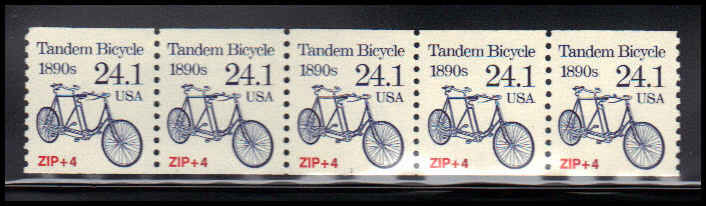 Tandem Bicycle Tandem Bicycle Tandem Bicycle Tandem Bicycle Tandem Bicycle
1890s 24.1 1890s 24.1 1890s 24.1 1890s 24.1 1890s 24.1
USA USA USA USA USA
ZIP+4 ZIP+4 ZIP+4 ZIP+4 ZIP+4
1